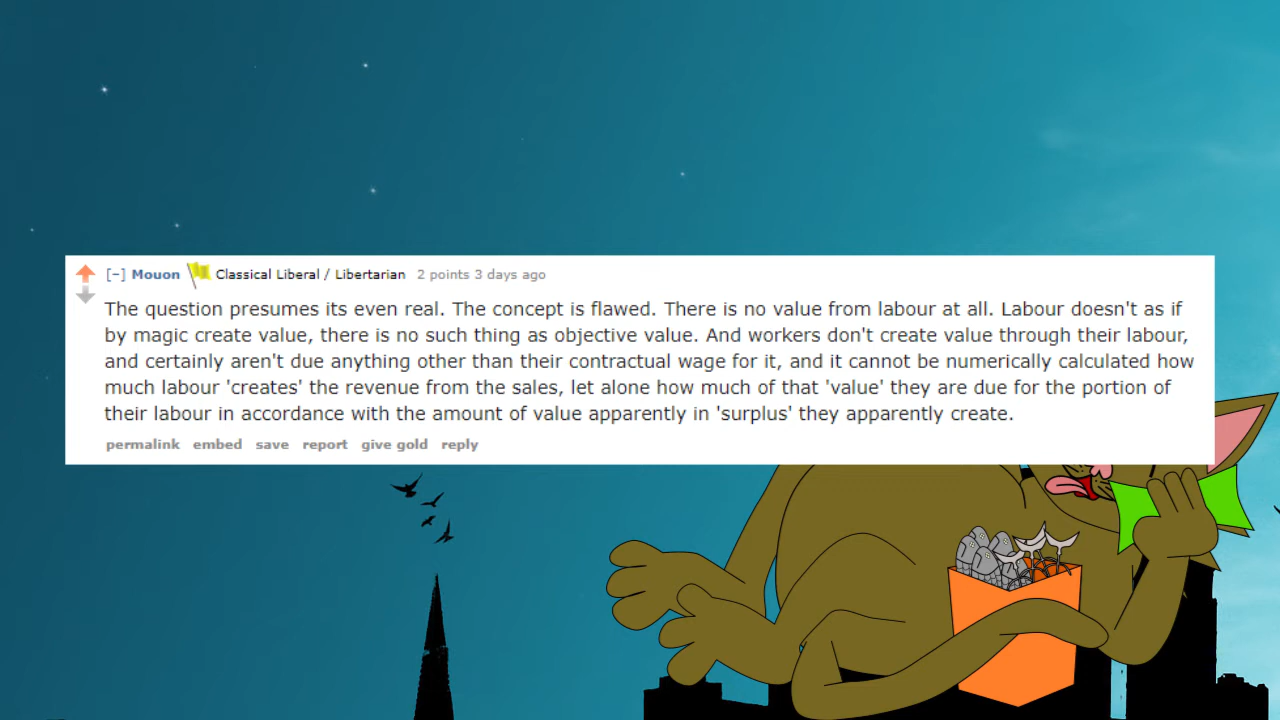 [–] Mouon Classical Liberal / Libertarian 2 points 3 days ago
The question presumes its even real. The concept is flawed. There is no value from labour at all. Labour doesn't as if
by magic create value, there is no such thing as objective value. And workers don't create value through their labour,
and certainly aren't due anything other than their contractual wage for it, and it cannot be numerically calculated how
much labour 'creates' the revenue from the sales, let alone how much of that 'value' they are due for the portion of
their labour in accordance with the amount of value apparently in 'surplus' they apparently create.
permalink embed save report give gold reply